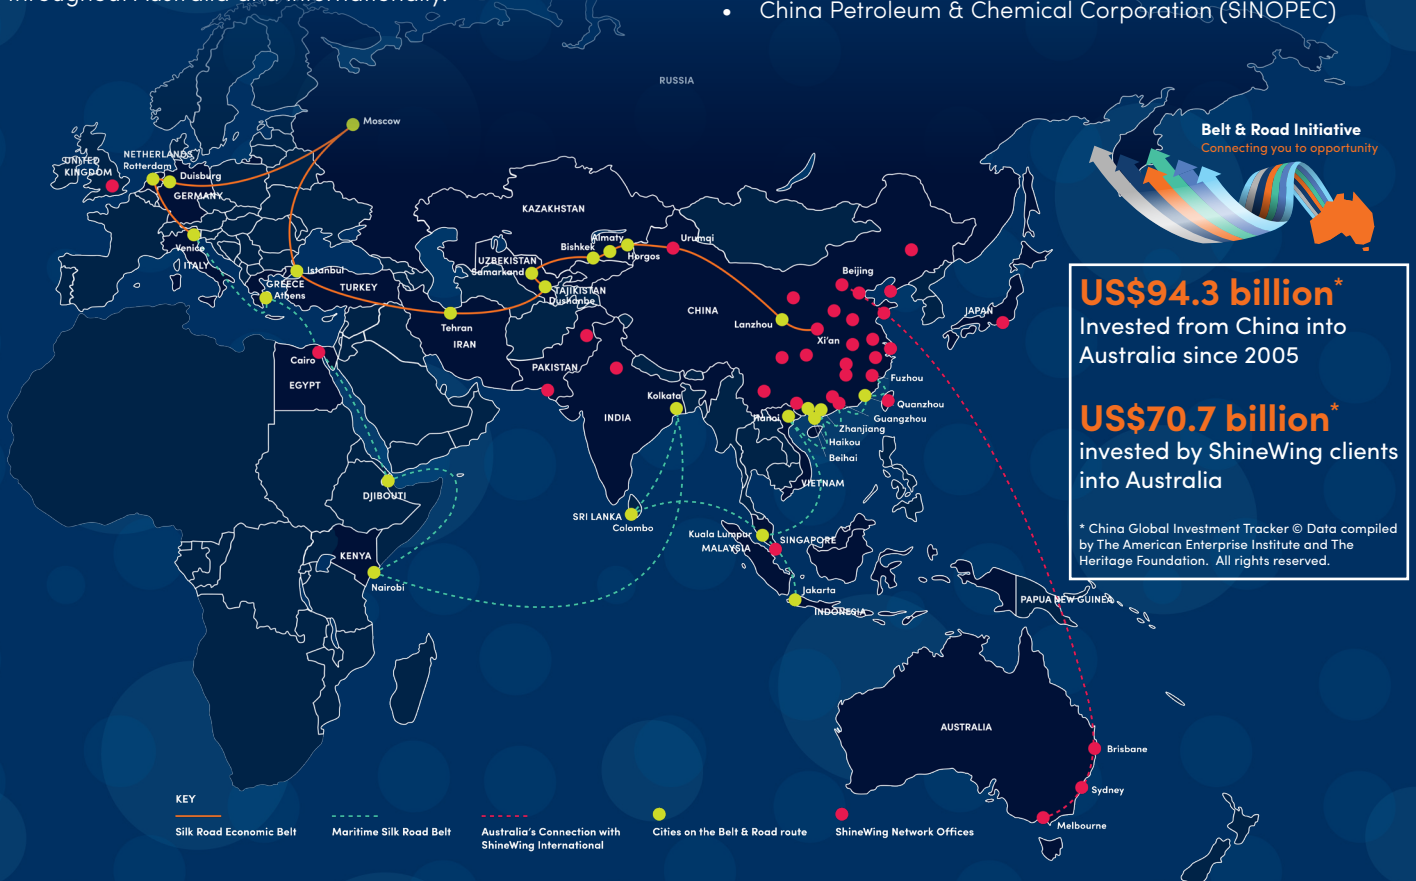 throughout Australia and internationally.
• China Petroleum & Chemical Corporation (SINOPEC)
RUSSIA
Moscow
Belt & Road Initiative
Connecting you to opportunity
UNITED
KINGDOM
NETHERLANDS
Rotterdam
Duisburg
GERMANY
KAZAKHSTAN
Venice
ITALY
Almaty
Urumqi
Bishkek
Horgos
UZBEKISTAN
Samarkand
Istanbul
GREECE
Athens
TURKEY
TAJIKISTAN
Dushanbe
Beijing
CHINA
JAPAN
Lanzhou
Xi'an
Tehran
IRAN
Cairo
EGYPT
PAKISTAN
Kolkata
INDIA
Fuzhou
Quanzhou
Guangzhou
Hanoi
Zhanjiang
Haikou
Beihai
VIETNAM
DJIBOUTI
SRI LANKA
Colombo
Kuala Lumpur
MALAYSIA
SINGAPORE
KENYA
Nairobi
Jakarta
INDONESIA
PAPUA NEW GUINEA
US$94.3 billion*
Invested from China into
Australia since 2005
US$70.7 billion*
invested by ShineWing clients
into Australia
* China Global Investment Tracker © Data compiled
by The American Enterprise Institute and The
Heritage Foundation. All rights reserved.
AUSTRALIA
Brisbane
Sydney
Melbourne
KEY
Silk Road Economic Belt
Maritime Silk Road Belt
Australia's Connection with
ShineWing International
Cities on the Belt & Road route
ShineWing Network Offices